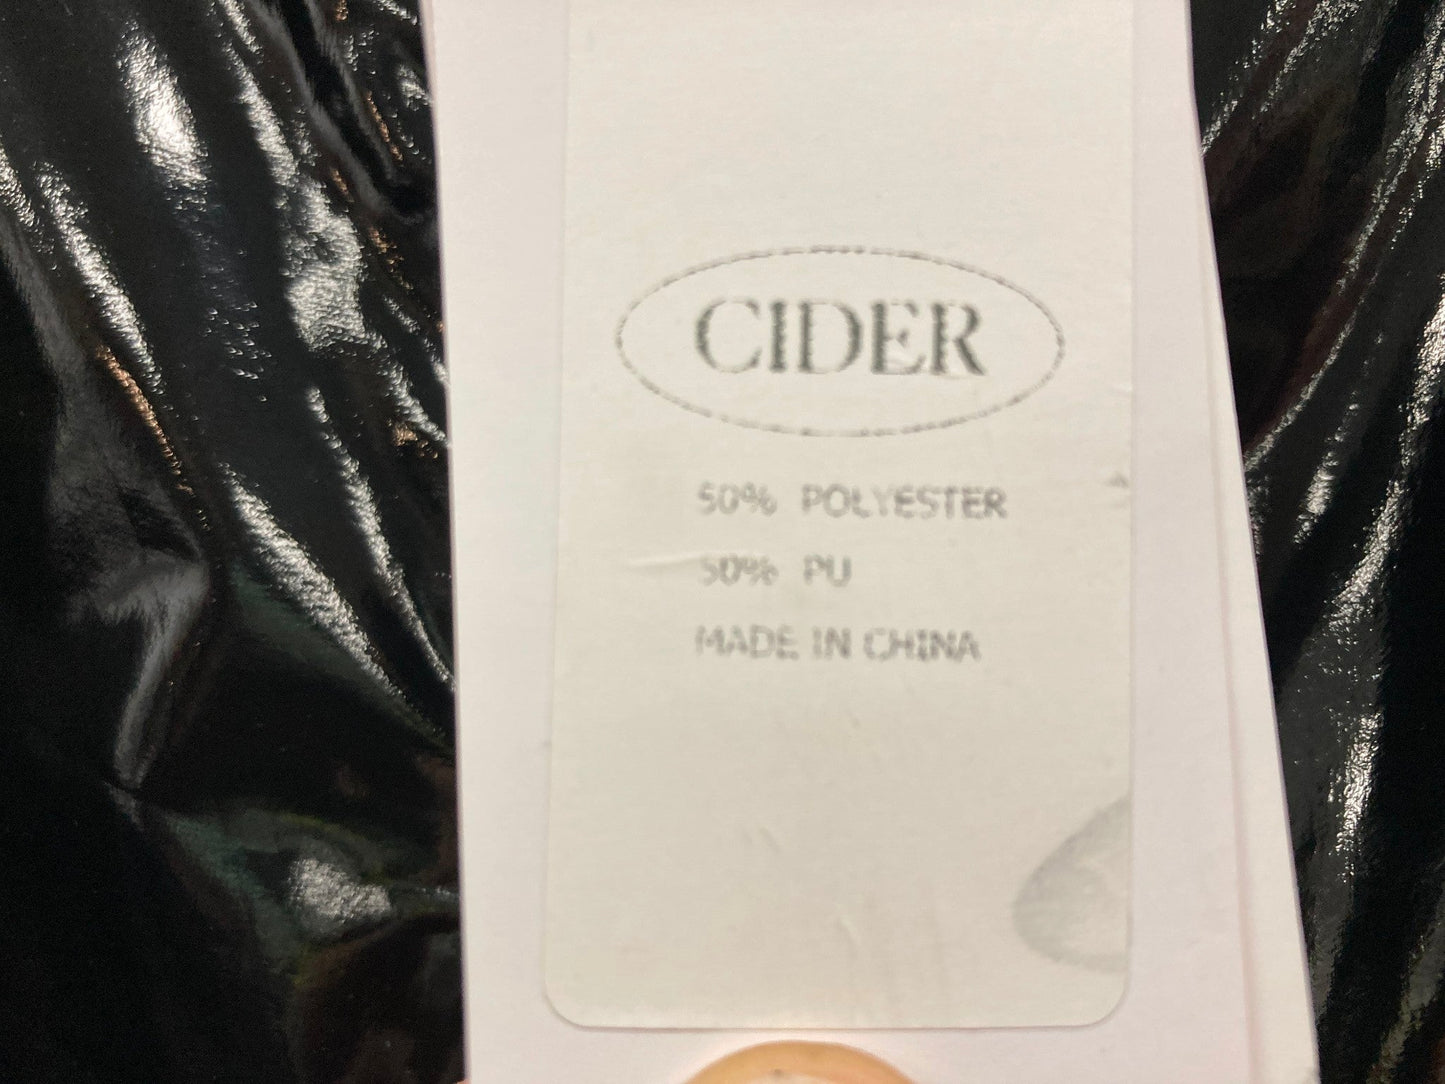 CIDER
50% POLYESTER
50% PU
MADE IN CHINA